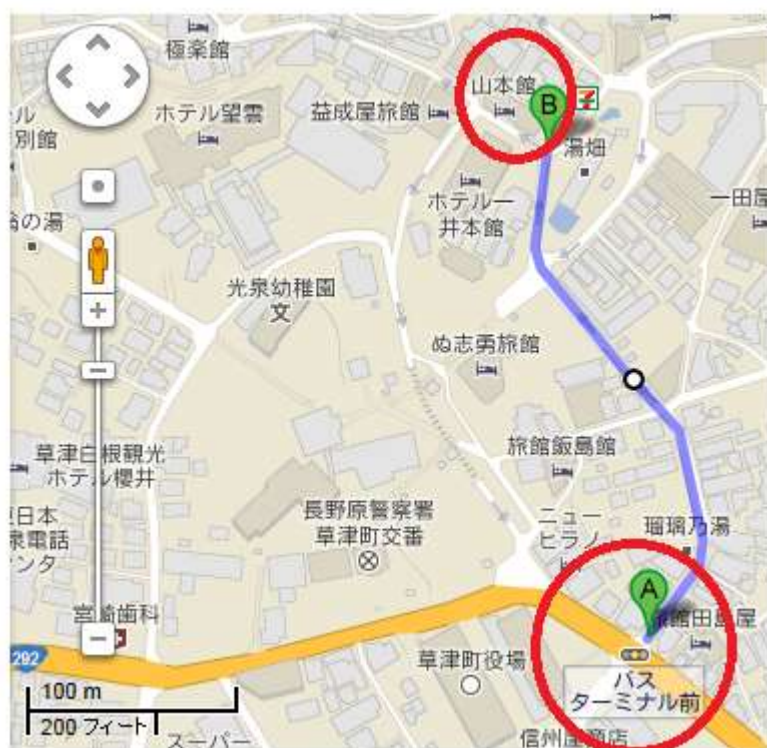 極楽館
山本館
ホテル望雲
益成屋旅館
B
湯畑
ル
別館
ホテル一
井本館
一田屋
の湯
光泉幼稚園
文
ぬ志勇旅館
旅館飯島館
草津白根観光
ホテル櫻井
長野原警察署
草津町交番
ニュー
ヒラノ
瑠璃乃湯
日本
電話
ンタ
A
旅館田島屋
宮崎歯科
292
草津町役場
バス
ターミナル前
100 m
200 フィート
スーパー
信州屋商店